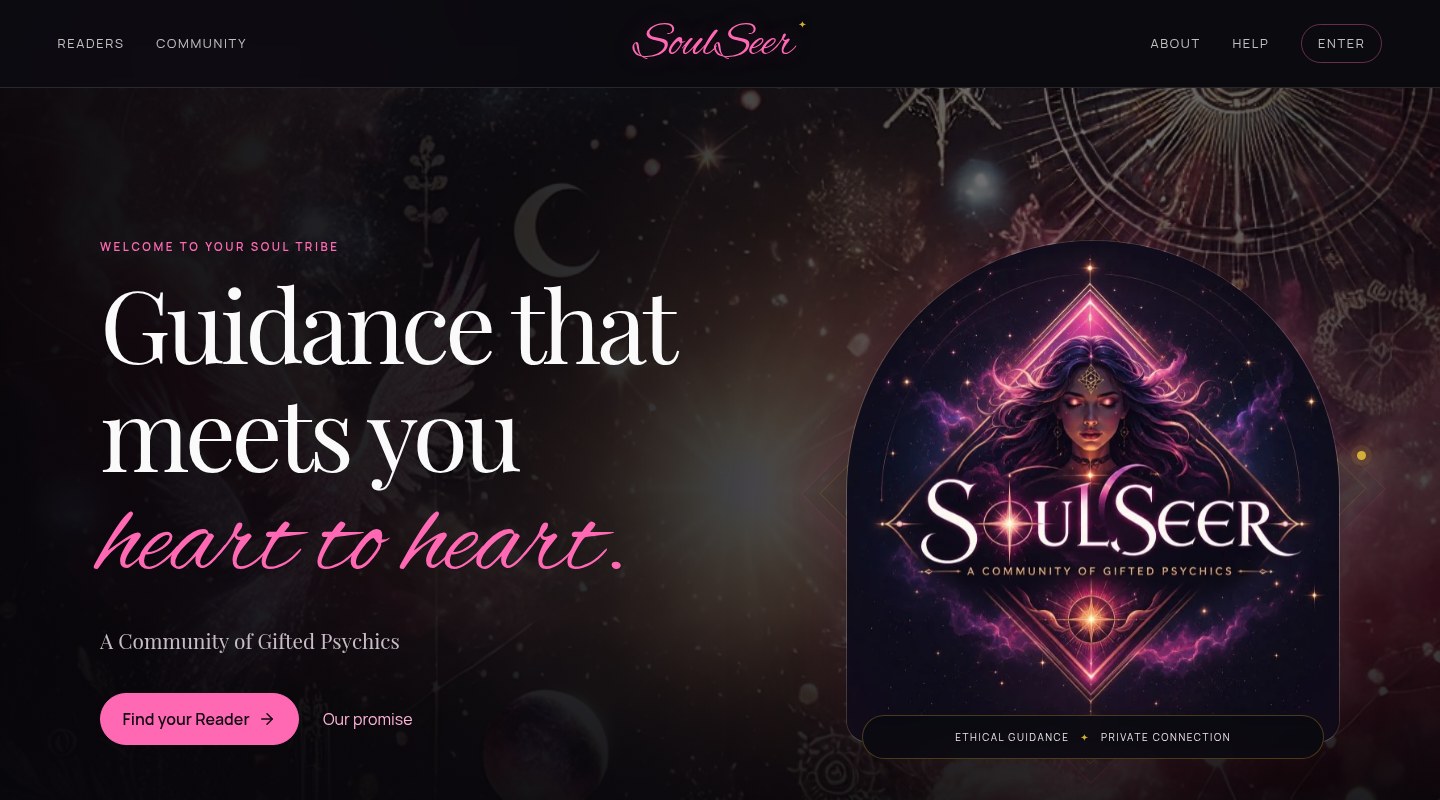 READERS COMMUNITY SoulSeer ABOUT HELP ENTER
WELCOME TO YOUR SOUL TRIBE
Guidance that
meets you
heart to heart.
A Community of Gifted Psychics
Find your Reader Our promise
SOULSEER
A COMMUNITY OF GIFTED PSYCHICS
ETHICAL GUIDANCE ✦ PRIVATE CONNECTION